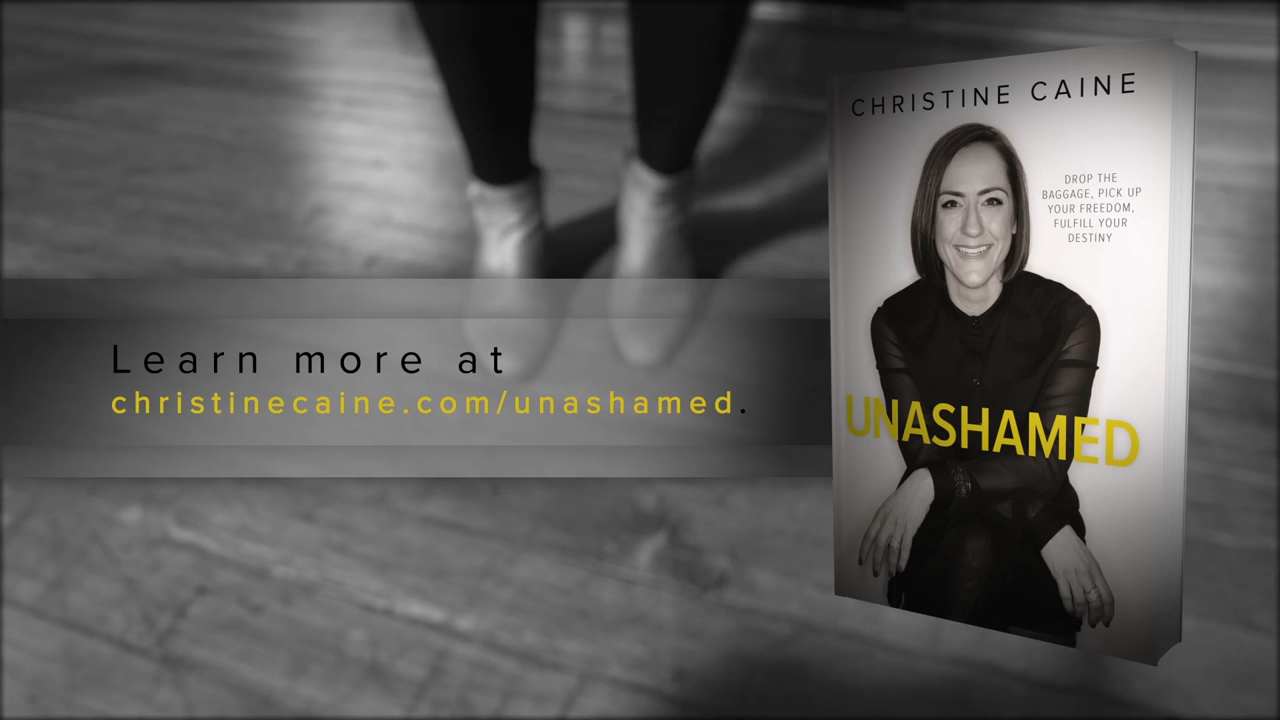 Learn more at
christinecaine.com/unashamed.
CHRISTINE CAINE
DROP THE
BAGGAGE, PICK UP
YOUR FREEDOM,
FULFILL YOUR
DESTINY
UNASHAMED